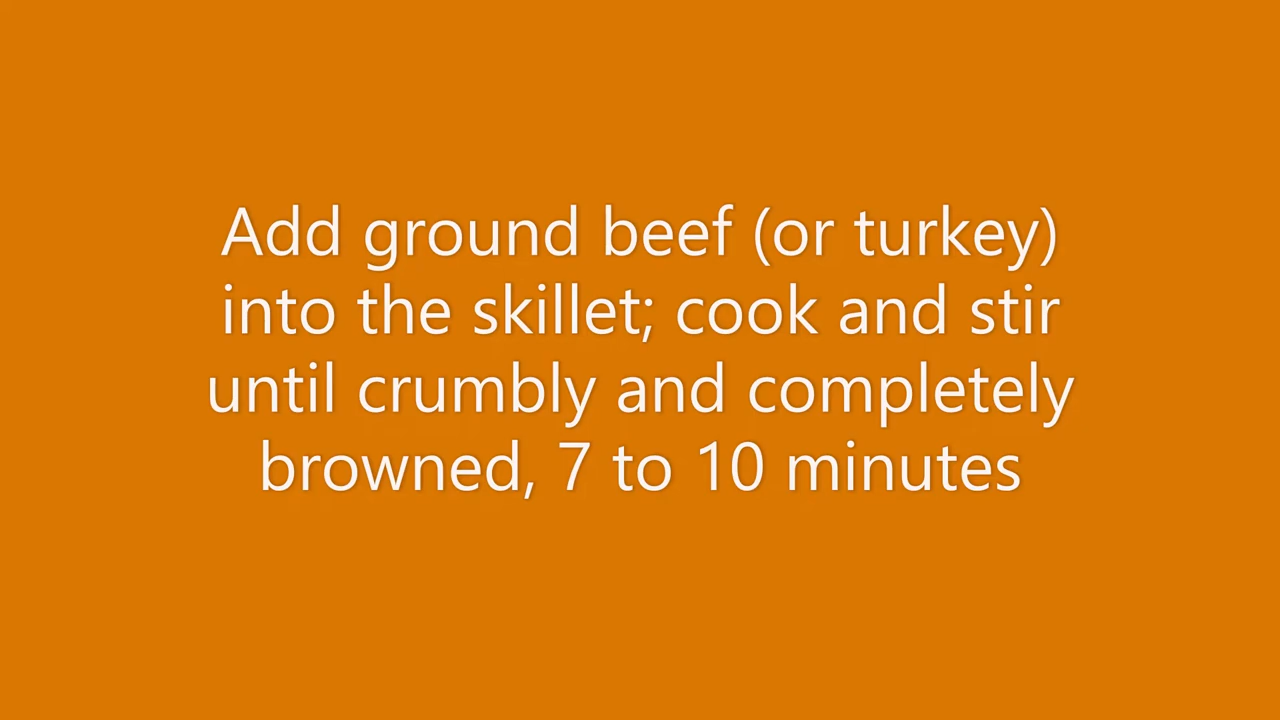 Add ground beef (or turkey)
into the skillet; cook and stir
until crumbly and completely
browned, 7 to 10 minutes